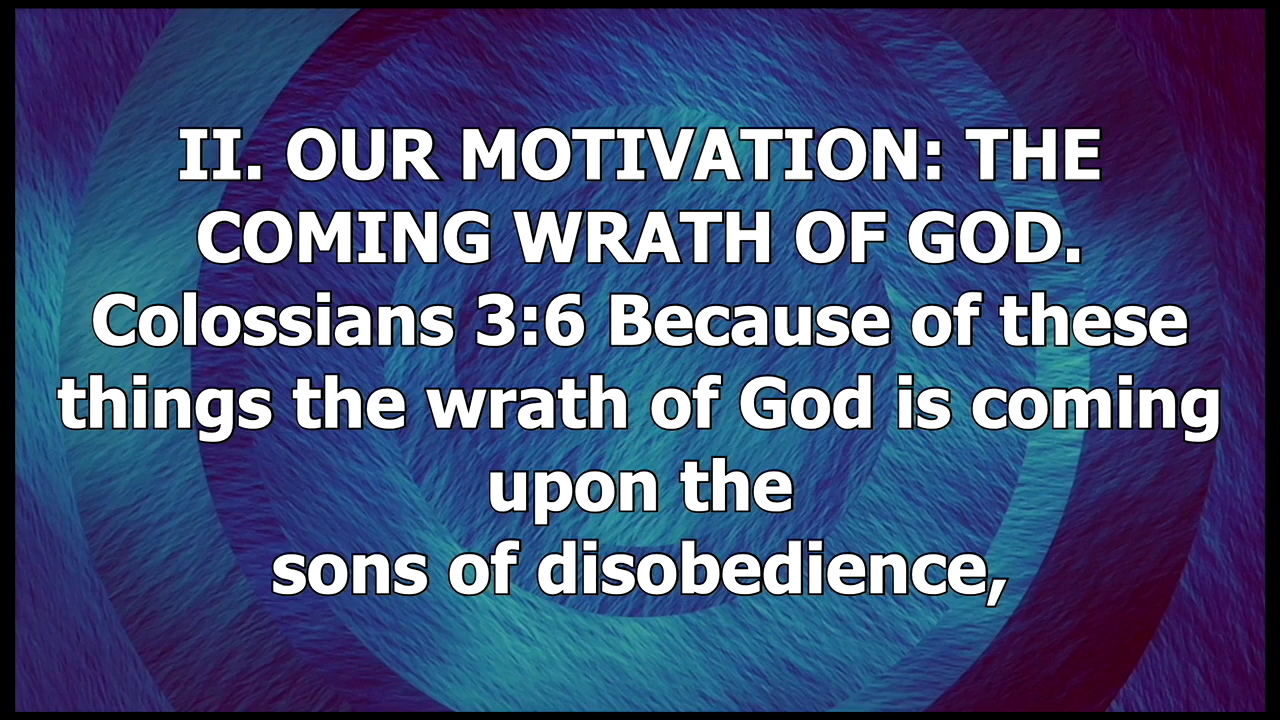 II. OUR MOTIVATION: THE
COMING WRATH OF GOD.
Colossians 3:6 Because of these
things the wrath of God is coming
upon the
sons of disobedience,